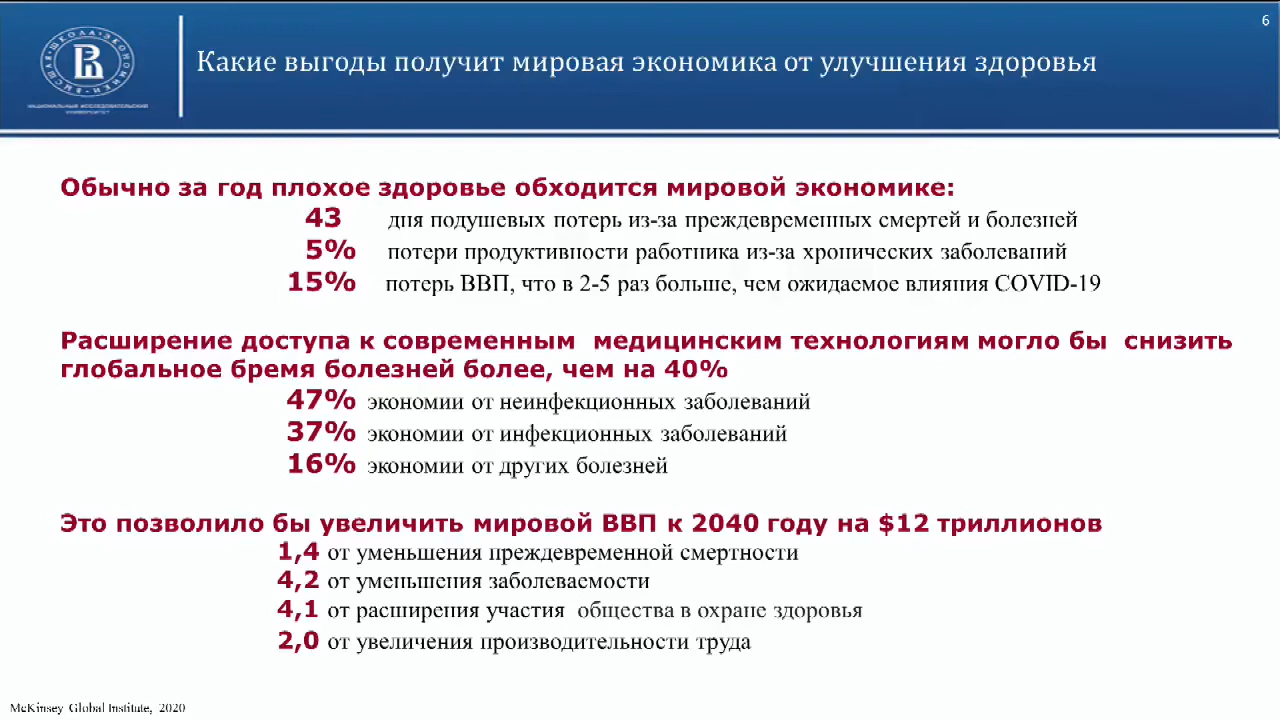 6
ВЫСШАЯ ШКОЛА ЭКОНОМИКИ
НАЦИОНАЛЬНЫЙ ИССЛЕДОВАТЕЛЬСКИЙ
УНИВЕРСИТЕТ
Какие выгоды получит мировая экономика от улучшения здоровья
Обычно за год плохое здоровье обходится мировой экономике:
43 дня подушевых потерь из-за преждевременных смертей и болезней
5% потери продуктивности работника из-за хронических заболеваний
15% потерь ВВП, что в 2-5 раз больше, чем ожидаемое влияния COVID-19
Расширение доступа к современным медицинским технологиям могло бы снизить
глобальное бремя болезней более, чем на 40%
47% экономии от неинфекционных заболеваний
37% экономии от инфекционных заболеваний
16% экономии от других болезней
Это позволило бы увеличить мировой ВВП к 2040 году на $12 триллионов
1,4 от уменьшения преждевременной смертности
4,2 от уменьшения заболеваемости
4,1 от расширения участия общества в охране здоровья
2,0 от увеличения производительности труда
McKinsey Global Institute, 2020